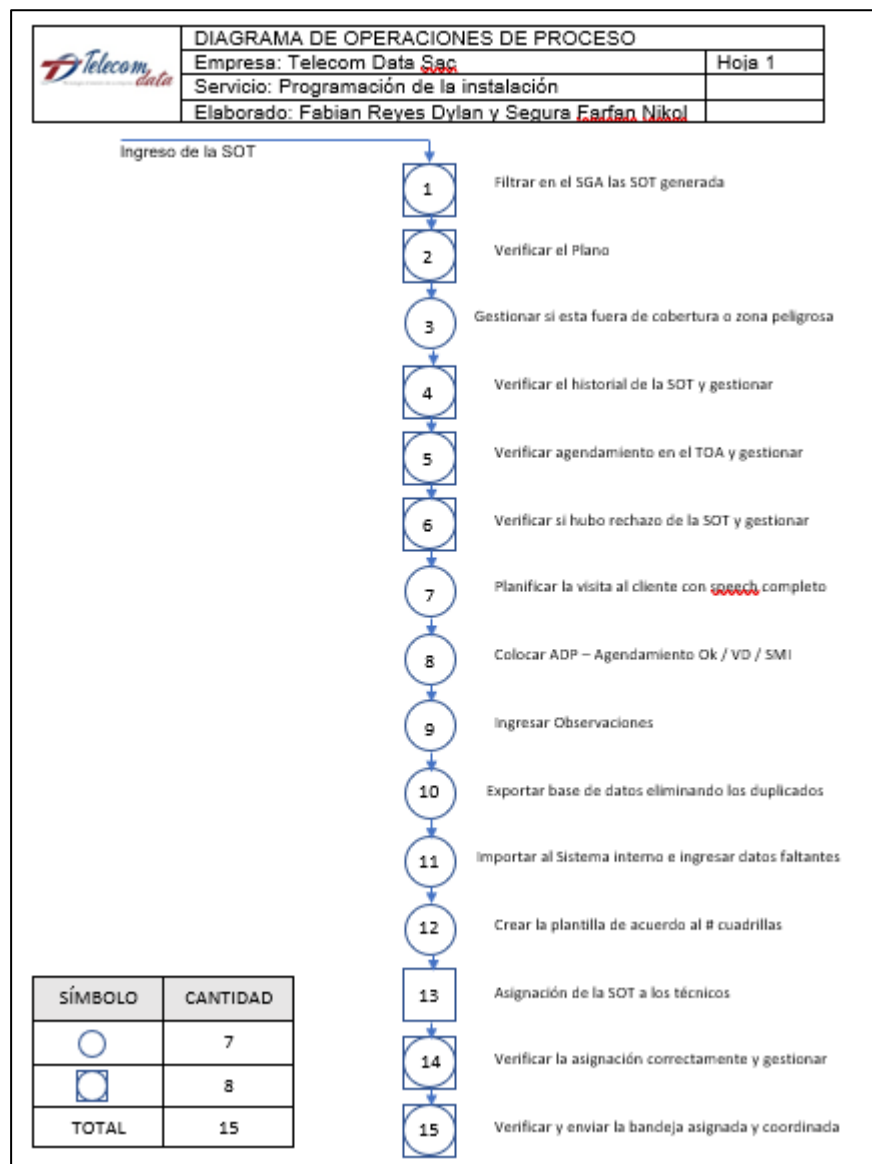 Telecom
data
DIAGRAMA DE OPERACIONES DE PROCESO
Empresa: Telecom Data Sac
Hoja 1
Servicio: Programación de la instalación
Elaborado: Fabian Reyes Dylan y Segura Farfan Nikol
Ingreso de la SOT
1 Filtrar en el SGA las SOT generada
2 Verificar el Plano
3 Gestionar si esta fuera de cobertura o zona peligrosa
4 Verificar el historial de la SOT y gestionar
5 Verificar agendamiento en el TOA y gestionar
6 Verificar si hubo rechazo de la SOT y gestionar
7 Planificar la visita al cliente con speech completo
8 Colocar ADP – Agendamiento Ok / VD / SMI
9 Ingresar Observaciones
10 Exportar base de datos eliminando los duplicados
11 Importar al Sistema interno e ingresar datos faltantes
12 Crear la plantilla de acuerdo al # cuadrillas
13 Asignación de la SOT a los técnicos
14 Verificar la asignación correctamente y gestionar
15 Verificar y enviar la bandeja asignada y coordinada
SÍMBOLO CANTIDAD
7
8
TOTAL 15